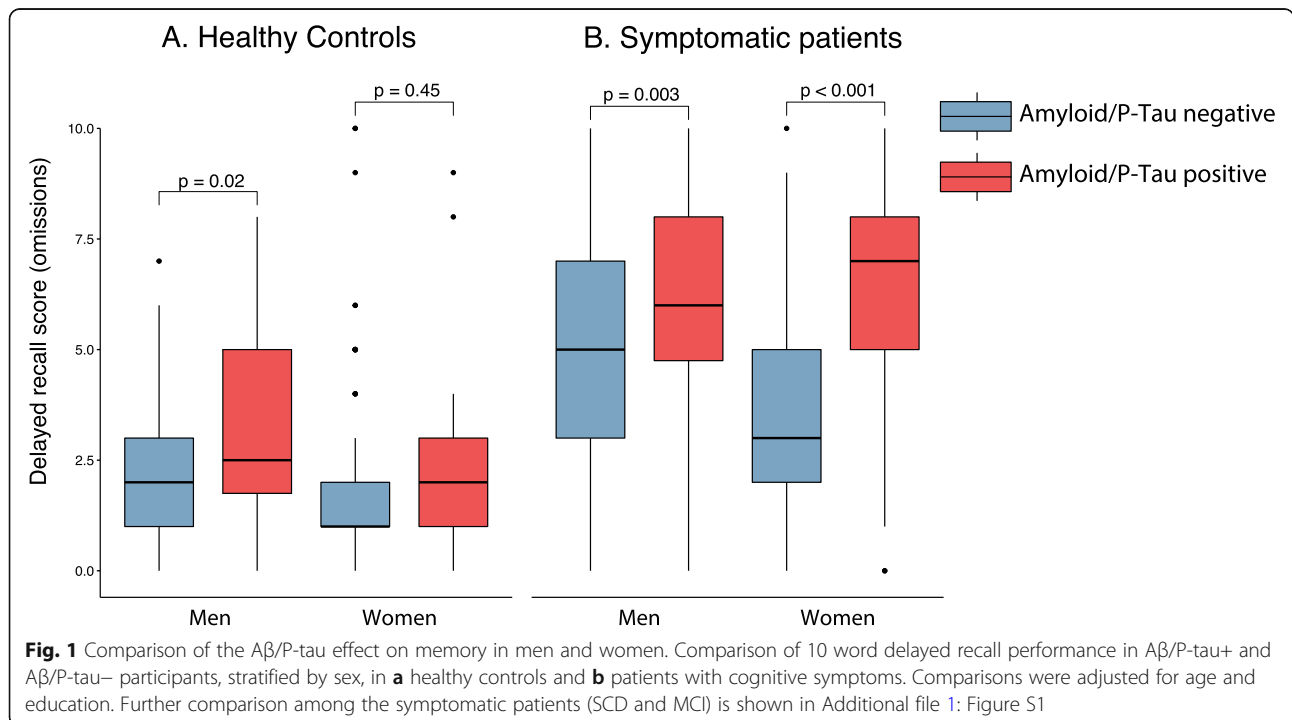 A. Healthy Controls
B. Symptomatic patients
p = 0.45
p < 0.001
p = 0.003
p = 0.02
Amyloid/P-Tau negative
Amyloid/P-Tau positive
Delayed recall score (omissions)
10.0
7.5
5.0
2.5
0.0
Men
Women
Men
Women
Fig. 1 Comparison of the Aβ/P-tau effect on memory in men and women. Comparison of 10 word delayed recall performance in Aβ/P-tau+ and
Aβ/P-tau− participants, stratified by sex, in a healthy controls and b patients with cognitive symptoms. Comparisons were adjusted for age and
education. Further comparison among the symptomatic patients (SCD and MCI) is shown in Additional file 1: Figure S1